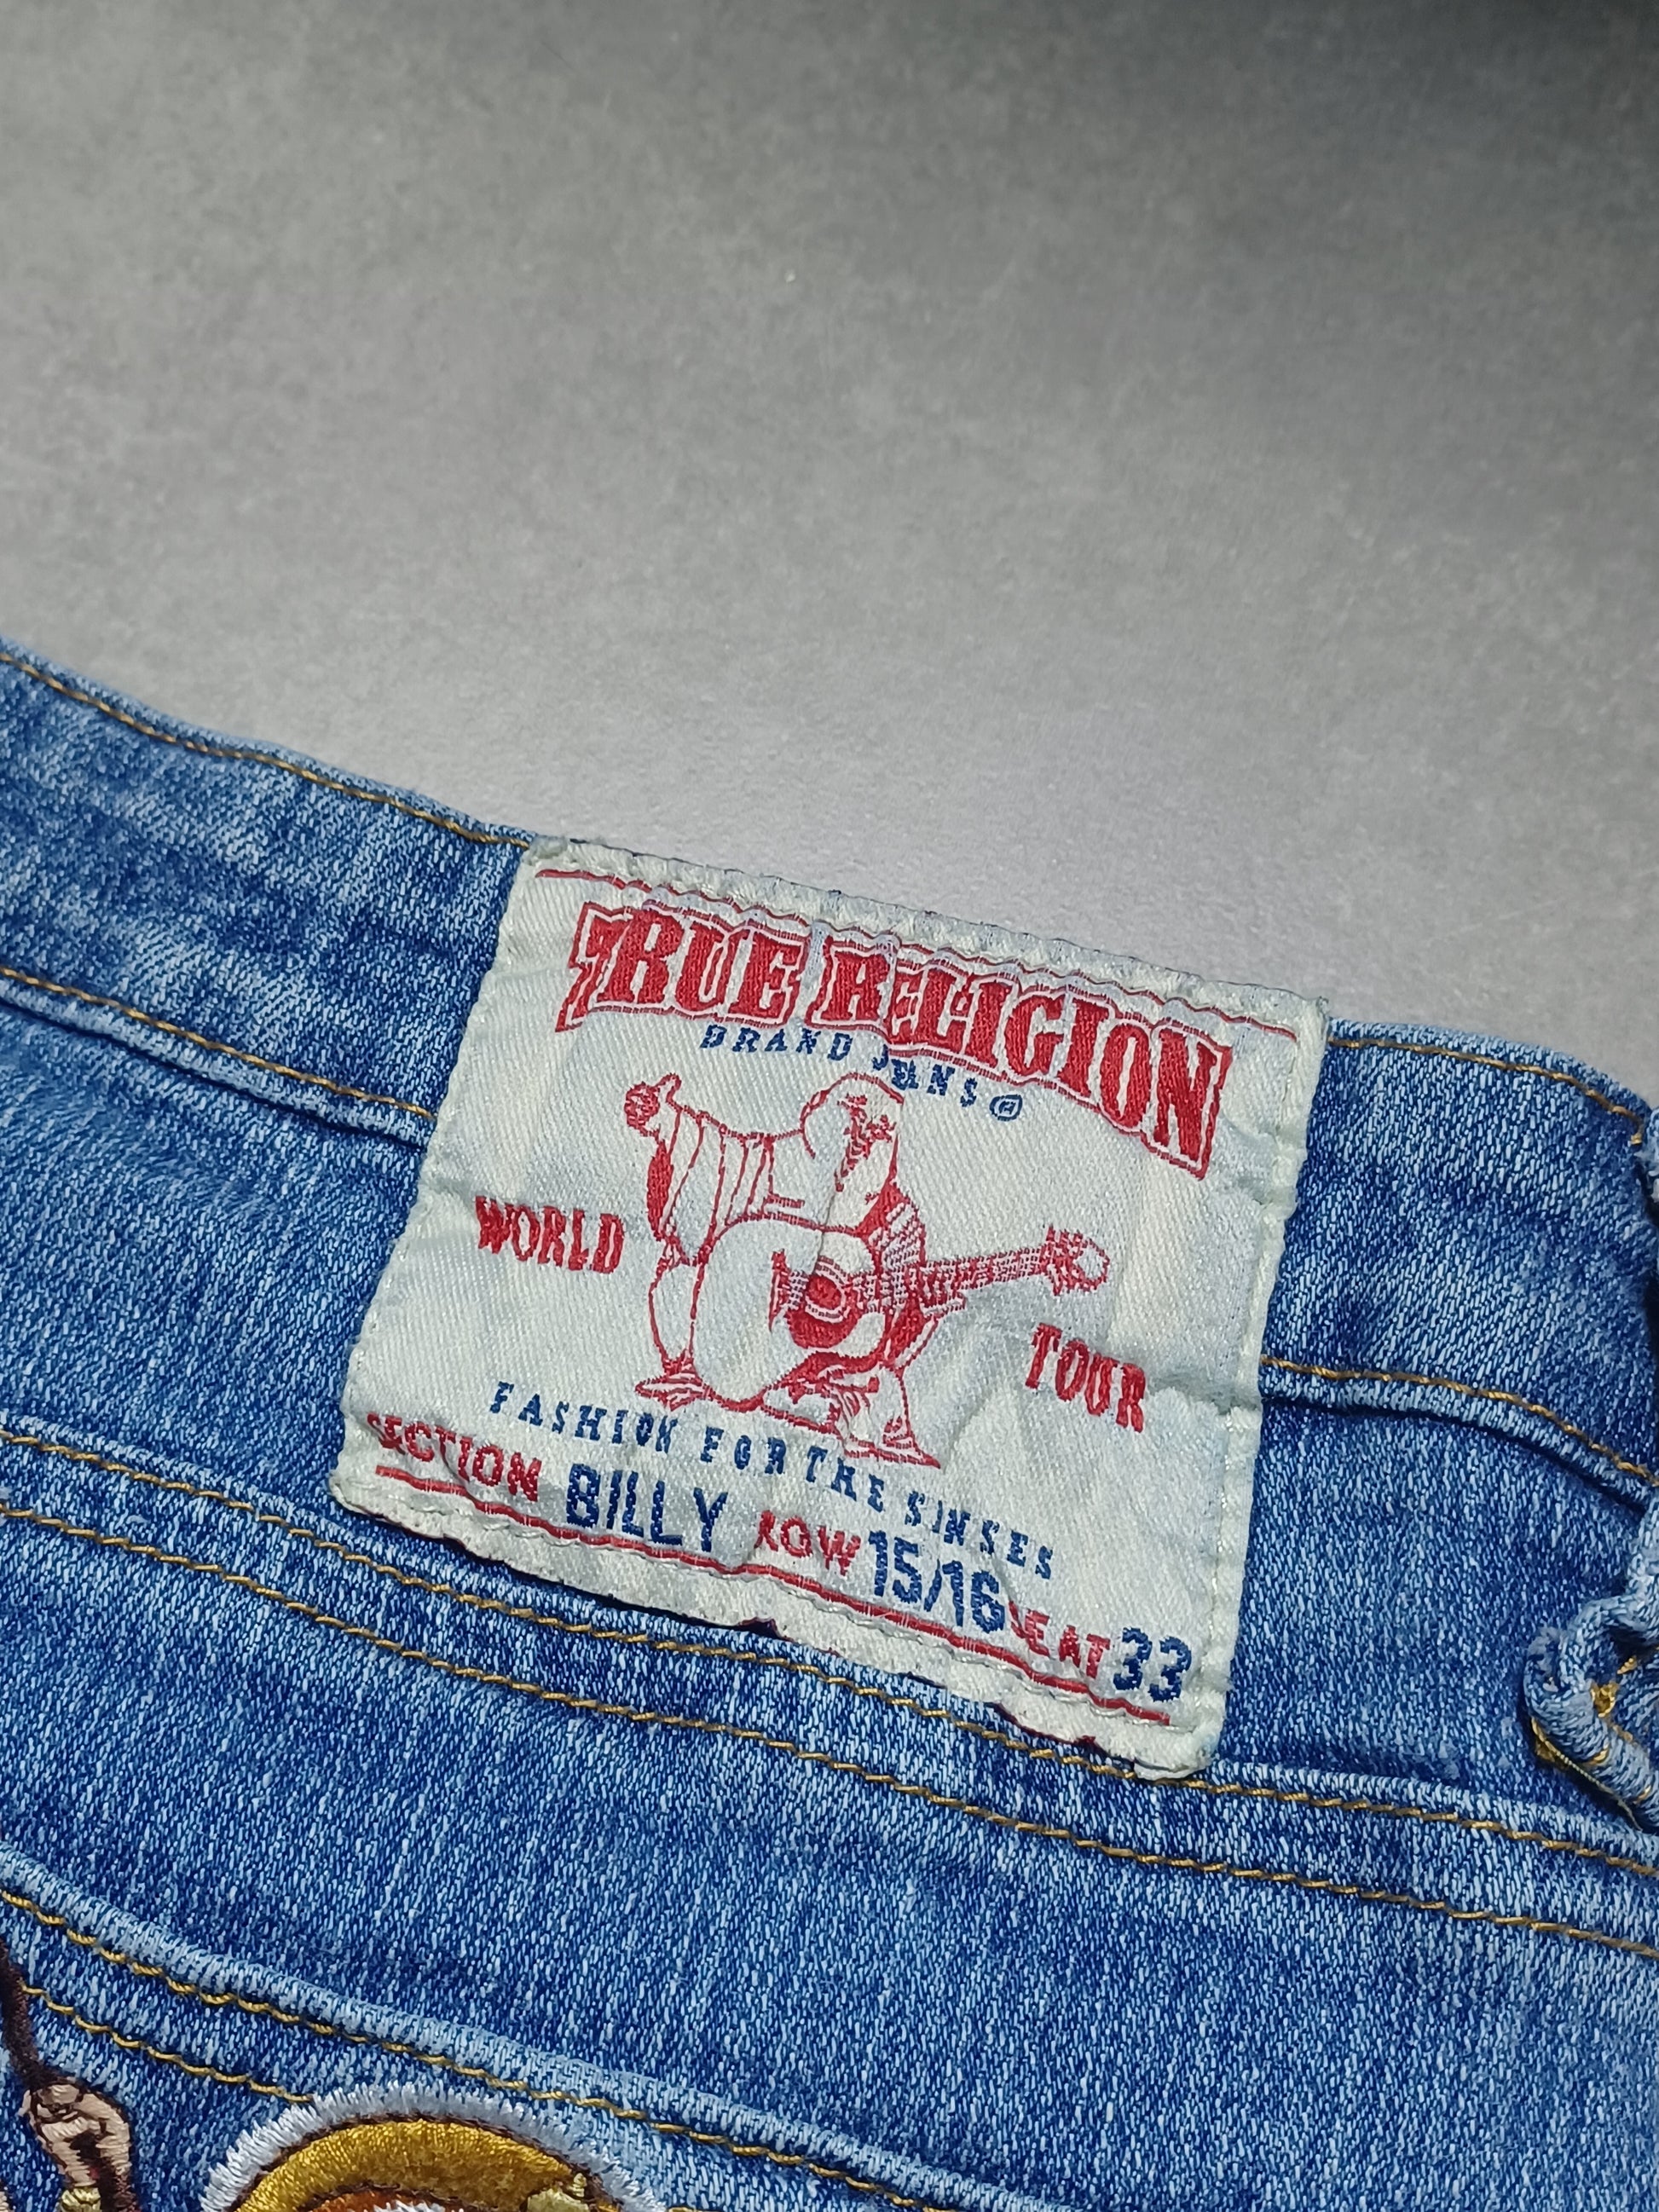 TRUE RELIGION
BRAND JEANS®
WORLD TOUR
FASHION FOR THE SENSES
SECTION BILLY ROW 15/16 SEAT 33